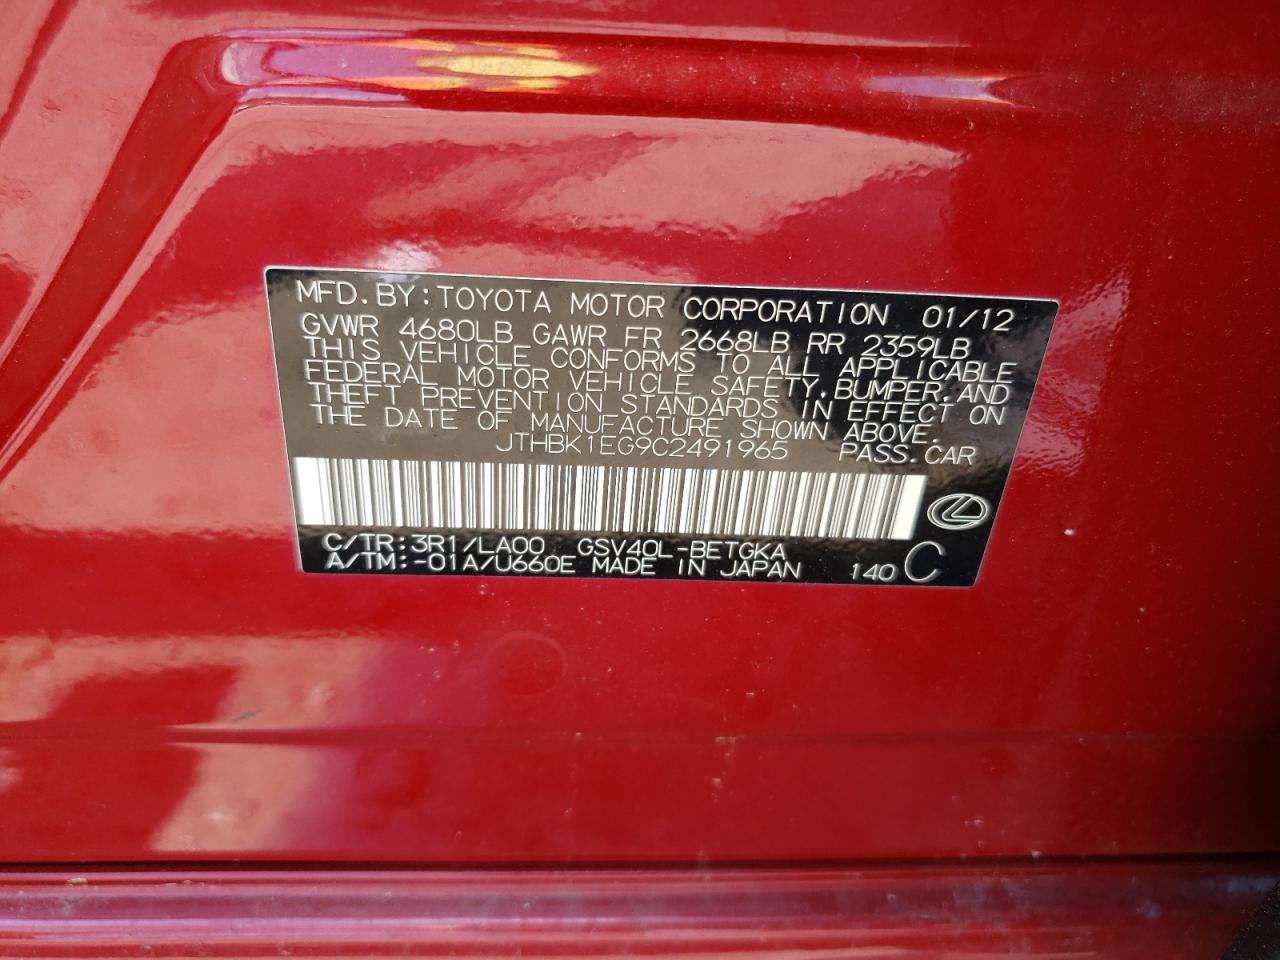 MFD.BY:TOYOTA MOTOR CORPORATION 01/12
GVWR 4680LB GAWR FR 2668LB RR 2359LB
THIS VEHICLE CONFORMS TO ALL APPLICABLE
FEDERAL MOTOR VEHICLE SAFETY,BUMPER,AND
THEFT PREVENTION STANDARDS IN EFFECT ON
THE DATE OF MANUFACTURE SHOWN ABOVE.
JTHBK1EG9C2491965 PASS.CAR
C/TR:3R1/LA00 GSV40L-BETGKA
A/TM:-01A/U660E MADE IN JAPAN 140 C